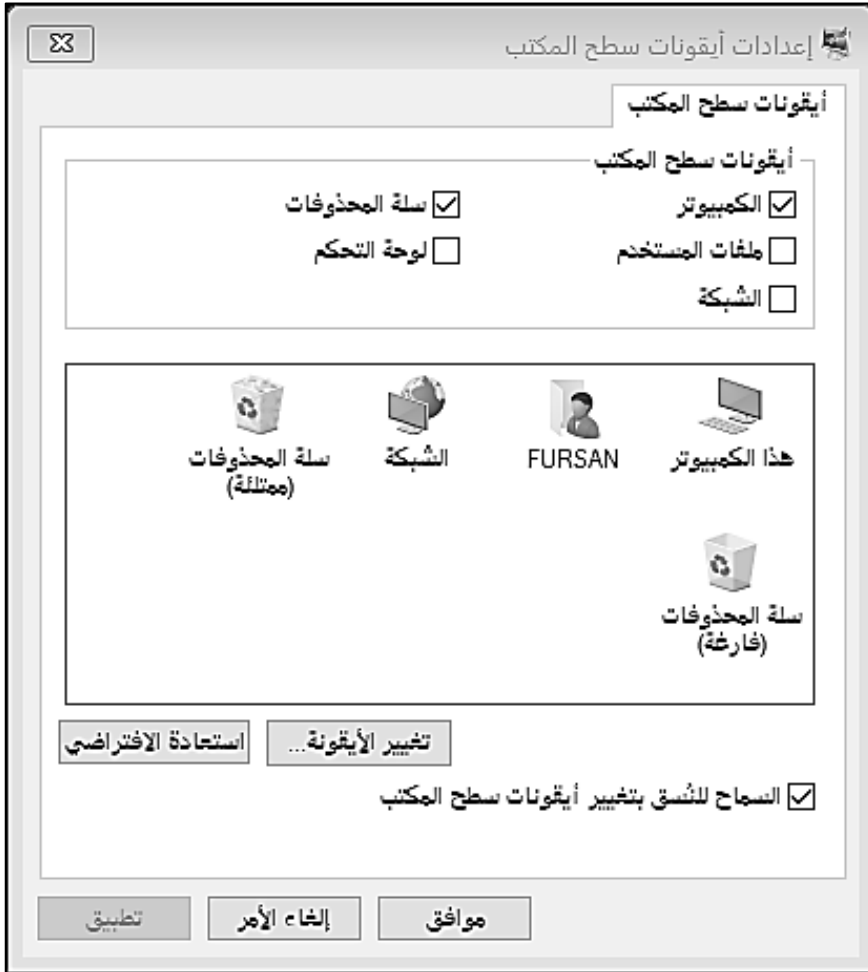 إعدادات أيقونات سطح المكتب
أيقونات سطح المكتب
أيقونات سطح المكتب
الكمبيوتر
سلة المحذوفات
ملفات المستخدم
لوحة التحكم
الشبكة
هذا الكمبيوتر
FURSAN
الشبكة
سلة المحذوفات
(ممتلئة)
سلة المحذوفات
(فارغة)
تغيير الأيقونة...
استعادة الافتراضي
السماح للنُسق بتغيير أيقونات سطح المكتب
موافق
إلغاء الأمر
تطبيق